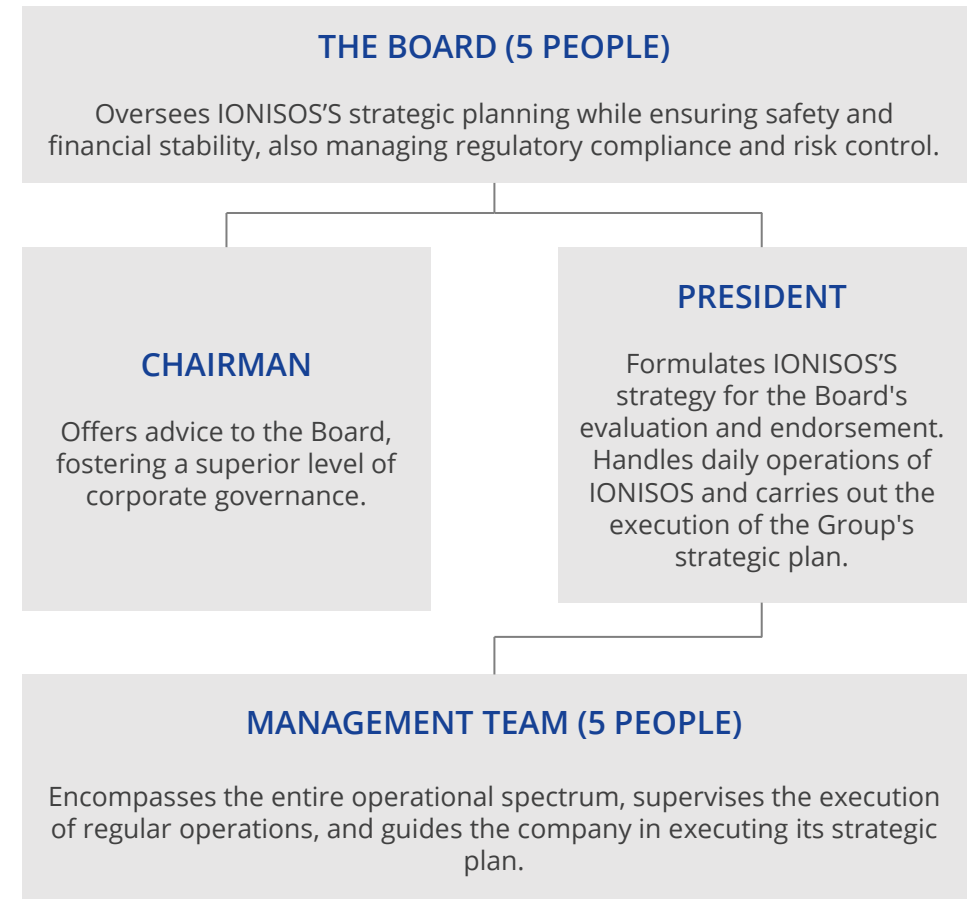 THE BOARD (5 PEOPLE)
Oversees IONISOS’S strategic planning while ensuring safety and
financial stability, also managing regulatory compliance and risk control.
CHAIRMAN
Offers advice to the Board,
fostering a superior level of
corporate governance.
PRESIDENT
Formulates IONISOS’S
strategy for the Board's
evaluation and endorsement.
Handles daily operations of
IONISOS and carries out the
execution of the Group's
strategic plan.
MANAGEMENT TEAM (5 PEOPLE)
Encompasses the entire operational spectrum, supervises the execution
of regular operations, and guides the company in executing its strategic
plan.